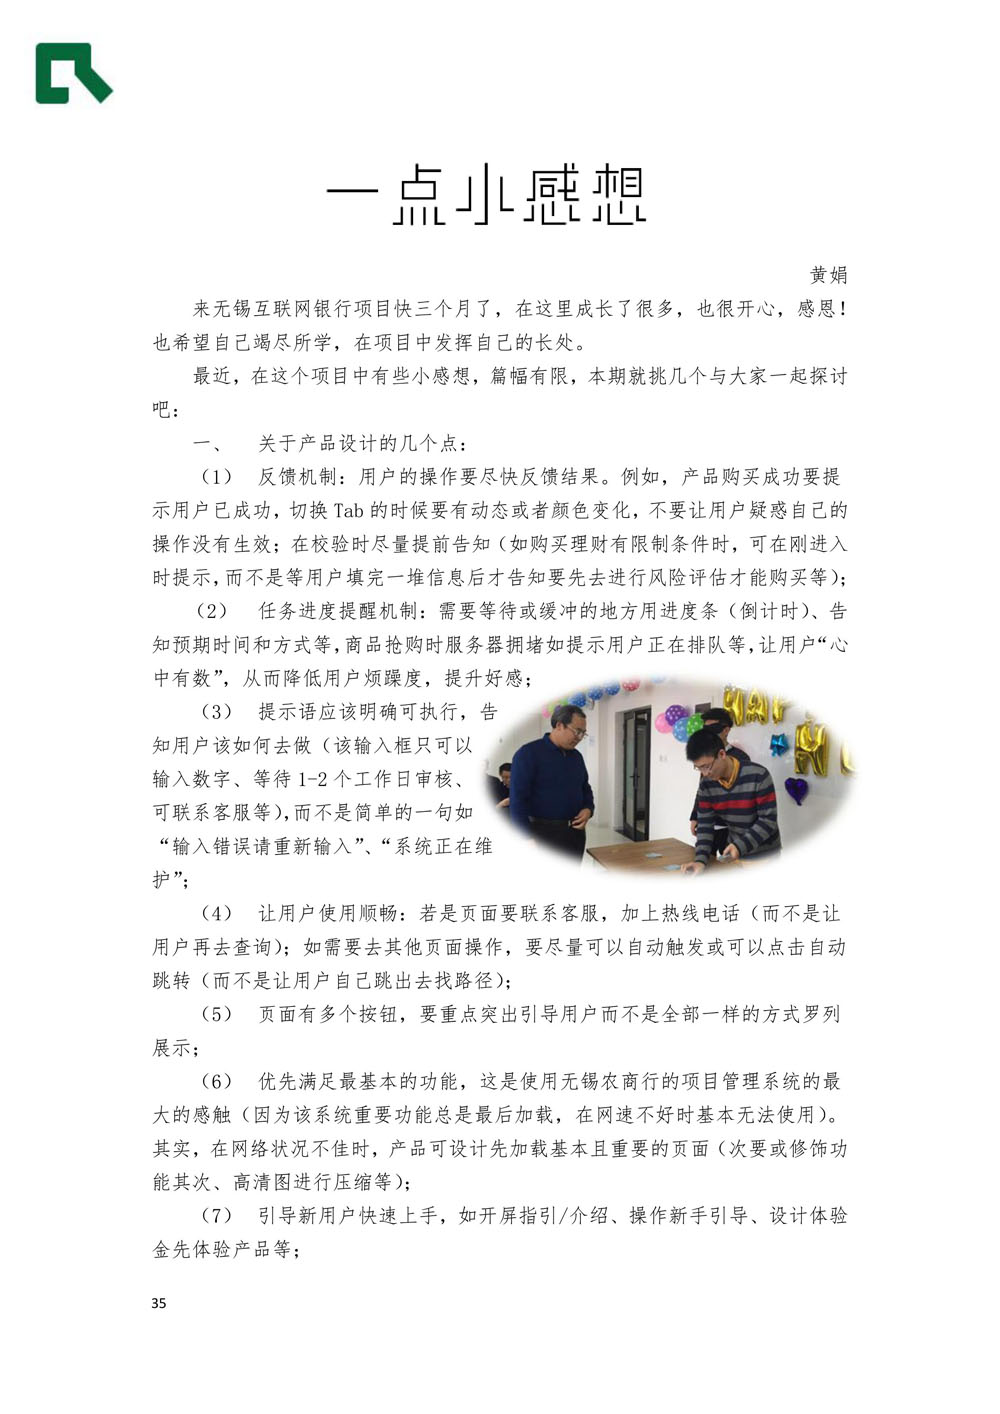 一点小感想
黄娟
来无锡互联网银行项目快三个月了，在这里成长了很多，也很开心，感恩！
也希望自己竭尽所学，在项目中发挥自己的长处。
最近，在这个项目中有些小感想，篇幅有限，本期就挑几个与大家一起探讨
吧：
一、 关于产品设计的几个点：
（1） 反馈机制：用户的操作要尽快反馈结果。例如，产品购买成功要提
示用户已成功，切换 Tab 的时候要有动态或者颜色变化，不要让用户疑惑自己的
操作没有生效；在校验时尽量提前告知（如购买理财有限制条件时，可在刚进入
时提示，而不是等用户填完一堆信息后才告知要先去进行风险评估才能购买等）；
（2） 任务进度提醒机制：需要等待或缓冲的地方用进度条（倒计时）、告
知预期时间和方式等，商品抢购时服务器拥堵如提示用户正在排队等，让用户“心
中有数”，从而降低用户烦躁度，提升好感；
（3） 提示语应该明确可执行，告
知用户该如何去做（该输入框只可以
输入数字、等待 1-2 个工作日审核、
可联系客服等），而不是简单的一句如
“输入错误请重新输入”、“系统正在维
护”；
（4） 让用户使用顺畅：若是页面要联系客服，加上热线电话（而不是让
用户再去查询）；如需要去其他页面操作，要尽量可以自动触发或可以点击自动
跳转（而不是让用户自己跳出去找路径）；
（5） 页面有多个按钮，要重点突出引导用户而不是全部一样的方式罗列
展示；
（6） 优先满足最基本的功能，这是使用无锡农商行的项目管理系统的最
大的感触（因为该系统重要功能总是最后加载，在网速不好时基本无法使用）。
其实，在网络状况不佳时，产品可设计先加载基本且重要的页面（次要或修饰功
能其次、高清图进行压缩等）；
（7） 引导新用户快速上手，如开屏指引/介绍、操作新手引导、设计体验
金先体验产品等；
35